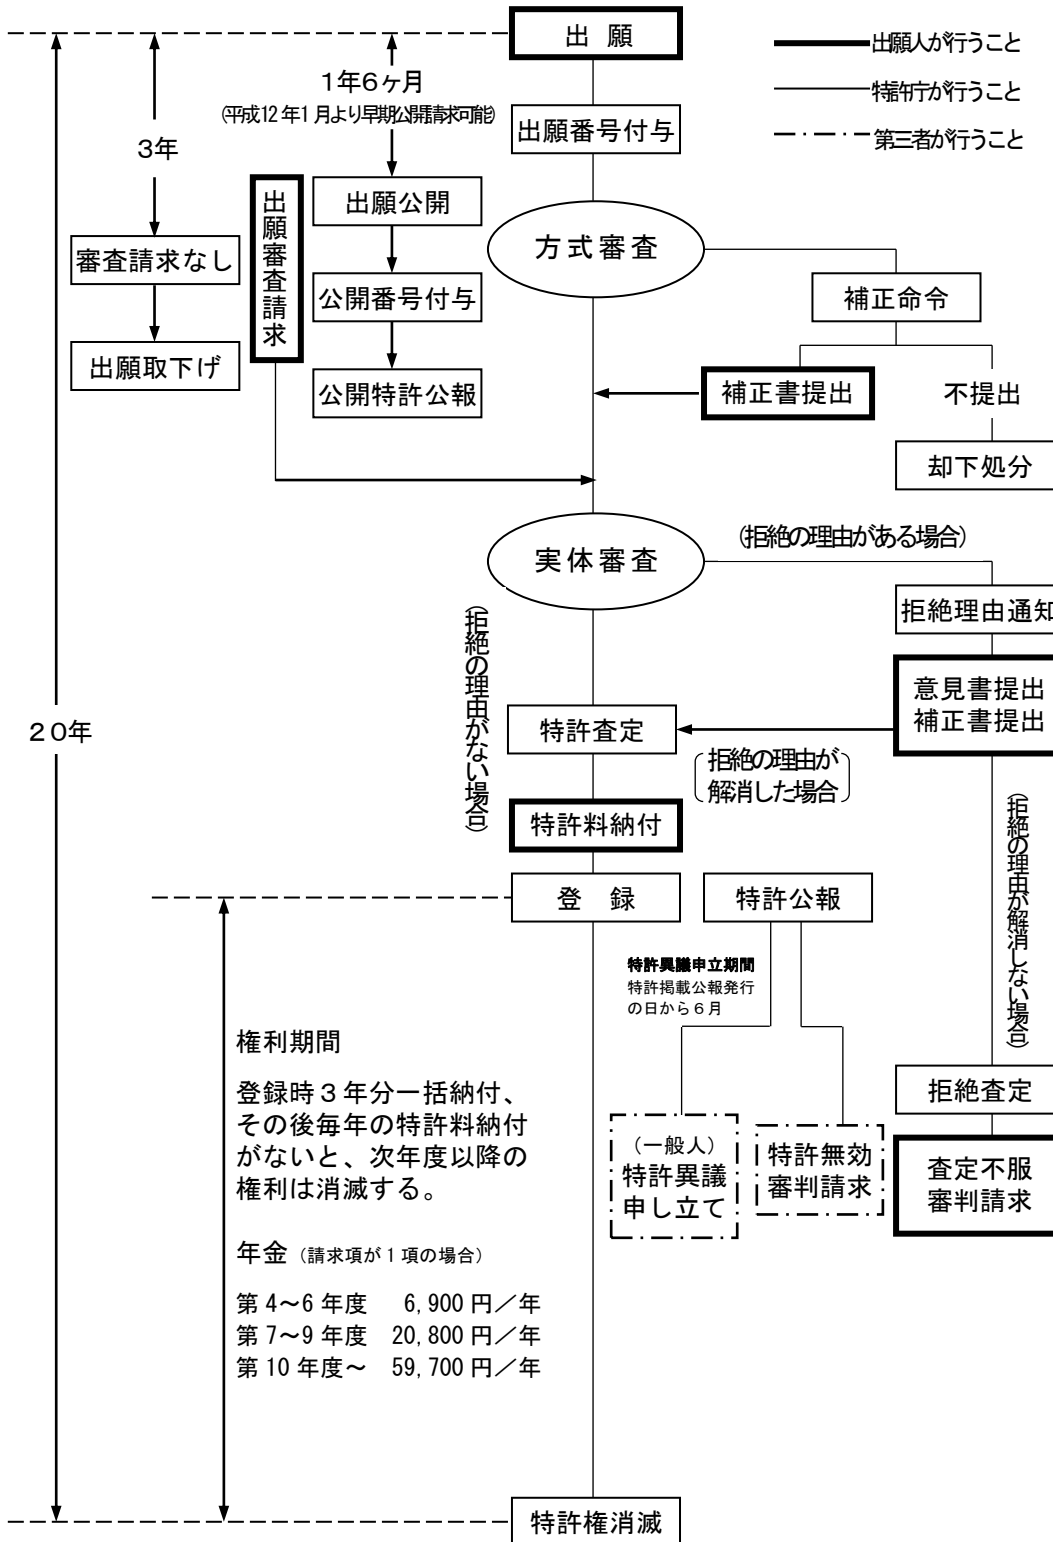 出 願
出願人が行うこと
特許庁が行うこと
第三者が行うこと
1年6ヶ月
(平成12年1月より早期公開請求可能)
3年
出願番号付与
出願審査請求
出願公開
方式審査
審査請求なし
公開番号付与
補正命令
出願取下げ
公開特許公報
補正書提出
不提出
却下処分
実体審査
(拒絶の理由がある場合)
拒絶理由通知
(拒絶の理由がない場合)
意見書提出
補正書提出
20年
特許査定
拒絶の理由が
解消した場合
特許料納付
(拒絶の理由が解消しない場合)
登 録
特許公報
特許異議申立期間
特許掲載公報発行
の日から6月
権利期間
登録時3年分一括納付、
その後毎年の特許料納付
がないと、次年度以降の
権利は消滅する。
拒絶査定
(一般人)
特許異議
申し立て
特許無効
審判請求
査定不服
審判請求
年金(請求項が1項の場合)
第4〜6年度 6,900円/年
第7〜9年度 20,800円/年
第10年度〜 59,700円/年
特許権消滅